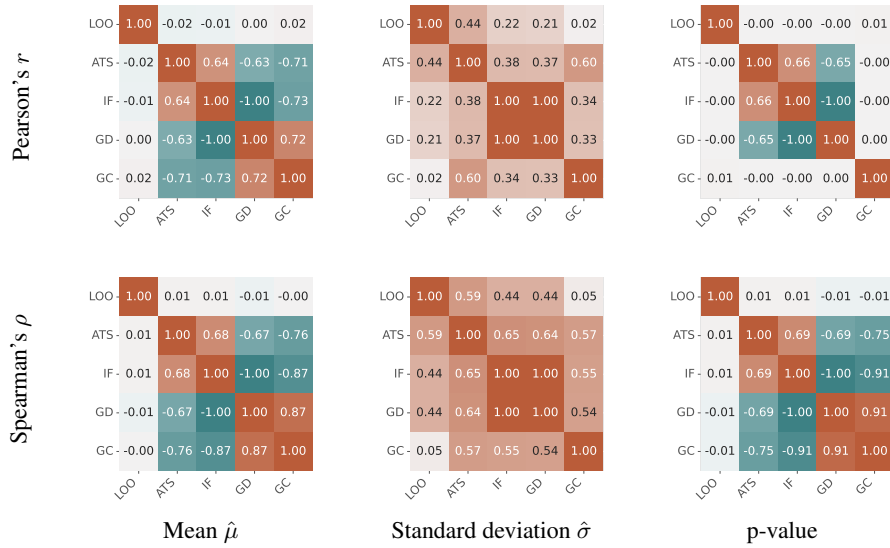 Pearson's r
LOO 1.00 -0.02 -0.01 0.00 0.02
ATS -0.02 1.00 0.64 -0.63 -0.71
IF -0.01 0.64 1.00 -1.00 -0.73
GD 0.00 -0.63 -1.00 1.00 0.72
GC 0.02 -0.71 -0.73 0.72 1.00
LOO ATS IF GD GC
LOO 1.00 0.44 0.22 0.21 0.02
ATS 0.44 1.00 0.38 0.37 0.60
IF 0.22 0.38 1.00 1.00 0.34
GD 0.21 0.37 1.00 1.00 0.33
GC 0.02 0.60 0.34 0.33 1.00
LOO ATS IF GD GC
LOO 1.00 -0.00 -0.00 -0.00 0.01
ATS -0.00 1.00 0.66 -0.65 -0.00
IF -0.00 0.66 1.00 -1.00 -0.00
GD -0.00 -0.65 -1.00 1.00 0.00
GC 0.01 -0.00 -0.00 0.00 1.00
LOO ATS IF GD GC
Spearman's ρ
LOO 1.00 0.01 0.01 -0.01 -0.00
ATS 0.01 1.00 0.68 -0.67 -0.76
IF 0.01 0.68 1.00 -1.00 -0.87
GD -0.01 -0.67 -1.00 1.00 0.87
GC -0.00 -0.76 -0.87 0.87 1.00
LOO ATS IF GD GC
Mean μ̂
LOO 1.00 0.59 0.44 0.44 0.05
ATS 0.59 1.00 0.65 0.64 0.57
IF 0.44 0.65 1.00 1.00 0.55
GD 0.44 0.64 1.00 1.00 0.54
GC 0.05 0.57 0.55 0.54 1.00
LOO ATS IF GD GC
Standard deviation σ̂
LOO 1.00 0.01 0.01 -0.01 -0.01
ATS 0.01 1.00 0.69 -0.69 -0.75
IF 0.01 0.69 1.00 -1.00 -0.91
GD -0.01 -0.69 -1.00 1.00 0.91
GC -0.01 -0.75 -0.91 0.91 1.00
LOO ATS IF GD GC
p-value